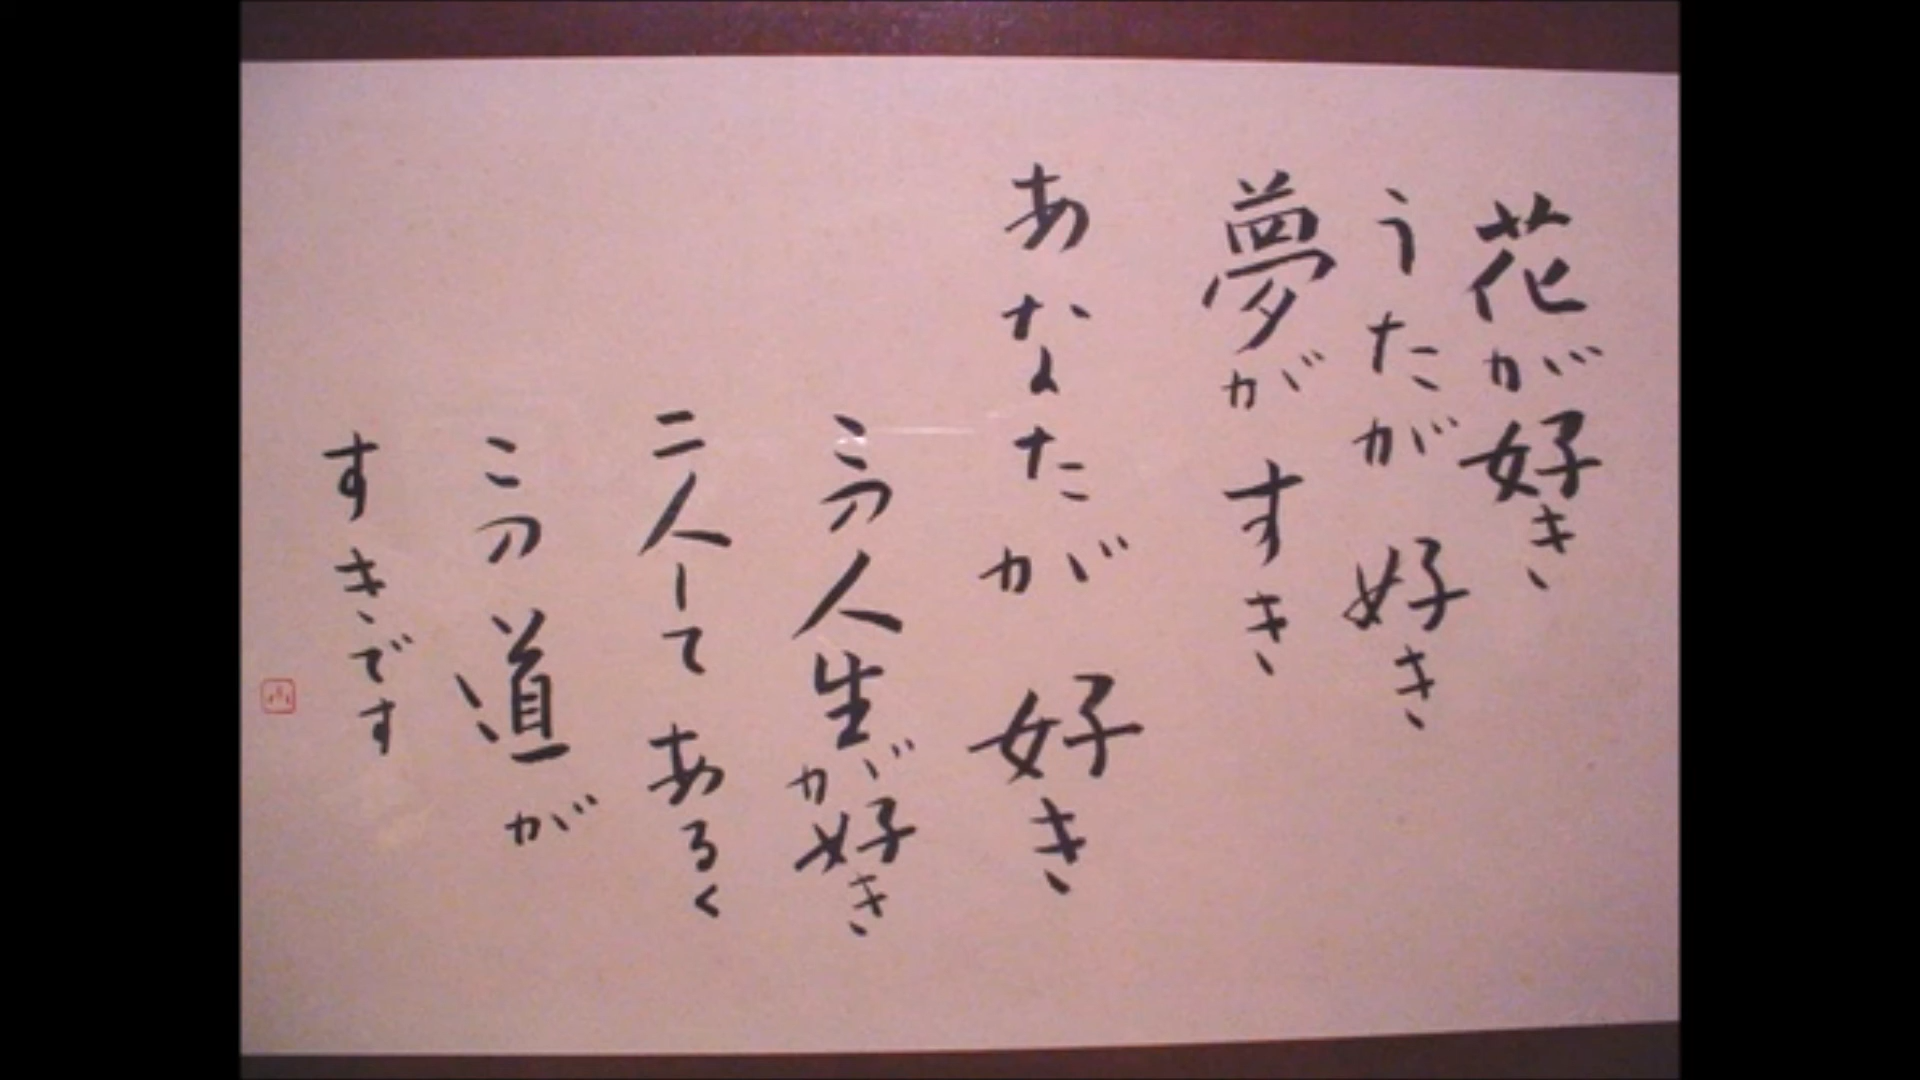 花が好き
うたが好き
夢がすき
あなたが好き
この人生が好き
二人してあるく
この道が
すきです